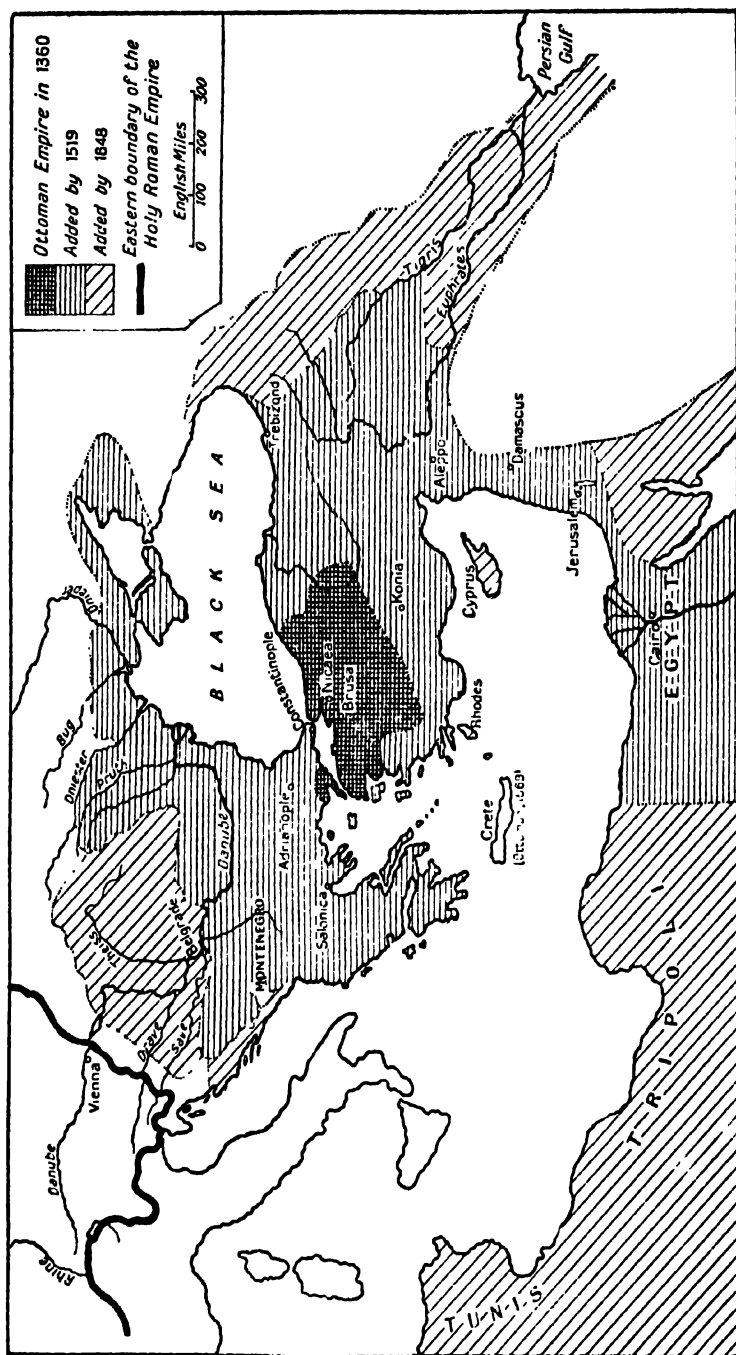 Ottoman Empire in 1360
Added by 1519
Added by 1648
Eastern boundary of the
Holy Roman Empire
English Miles
0 100 200 300
Rhine
Danube
Vienna
Drave
Save
Theiss
Belgrade
MONTENEGRO
Danube
Pruth
Dniester
Bug
Dnieper
BLACK SEA
Constantinople
Adrianople
Salonica
Nicaea
Brusa
Trebizond
Konia
Tigris
Euphrates
Persian
Gulf
Aleppo
Damascus
Cyprus
Rhodes
Crete
Jerusalem
Cairo
EGYPT
TRIPOLI
TUNIS